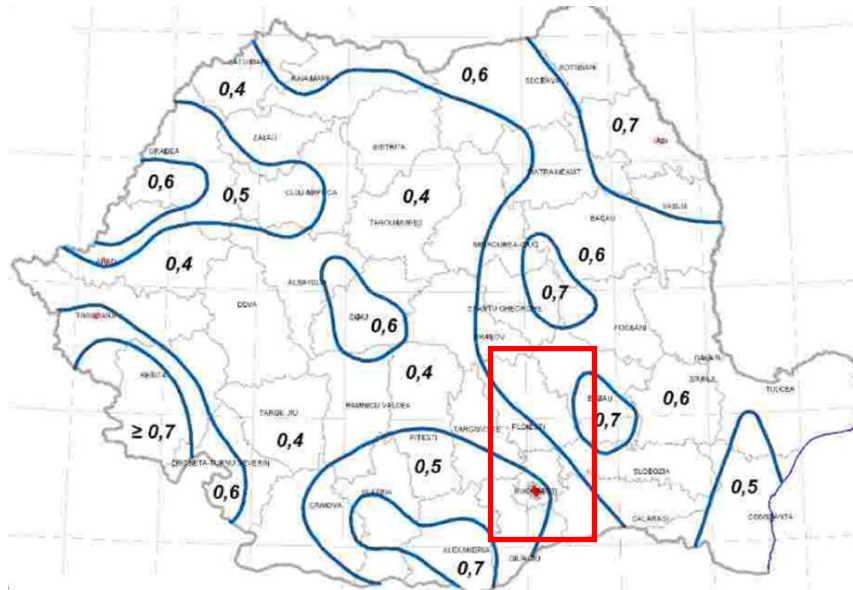 SATU MARE
BAIA MARE
0,4
0,6
SUCEAVA
BOTOSANI
0,7
Iasi
ZALAU
ORADEA
BISTRITA
0,6
0,5
CLUJ-NAPOCA
0,4
PIATRA NEAMT
VASLUI
TARGU MURES
BACAU
MIERCUREA-CIUC
0,6
ARAD
0,4
ALBA IULIA
0,7
DEVA
SFANTU GHEORGHE
TIMISOARA
SIBIU
0,6
FOCSANI
BRASOV
GALATI
RESITA
0,4
BRAILA
TULCEA
0,6
BUZAU
RAMNICU VALCEA
0,7
TARGU JIU
PLOIESTI
≥ 0,7
0,4
TARGOVISTE
PITESTI
DROBETA-TURNU SEVERIN
0,5
SLOBOZIA
0,6
SLATINA
BUCURESTI
0,5
CRAIOVA
CALARASI
CONSTANTA
ALEXANDRIA
GIURGIU
0,7